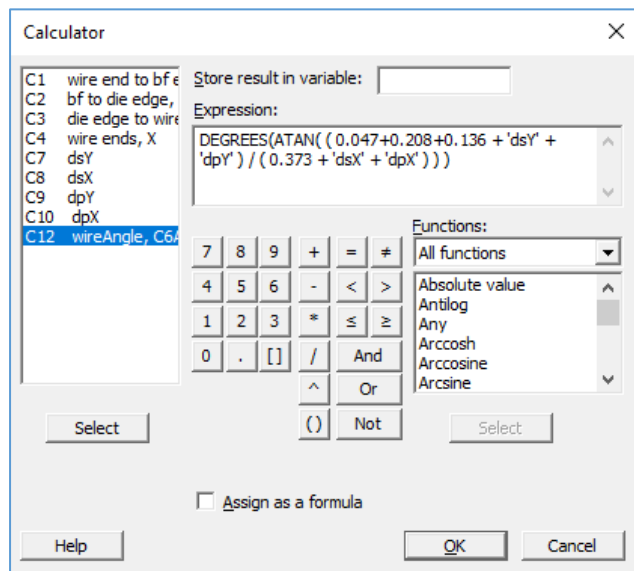 Calculator
C1 wire end to bf e
C2 bf to die edge,
C3 die edge to wire
C4 wire ends, X
C7 dsY
C8 dsX
C9 dpY
C10 dpX
C12 wireAngle, C6A
Select
Store result in variable:
Expression:
DEGREES(ATAN( ( 0.047+0.208+0.136 + 'dsY' +
'dpY' ) / ( 0.373 + 'dsX' + 'dpX' ) ) )
7 8 9 + = ≠
4 5 6 - < >
1 2 3 * ≤ ≥
0 . [] / And
^ Or
() Not
Functions:
All functions
Absolute value
Antilog
Any
Arccosh
Arccosine
Arcsine
Select
Assign as a formula
Help
OK
Cancel